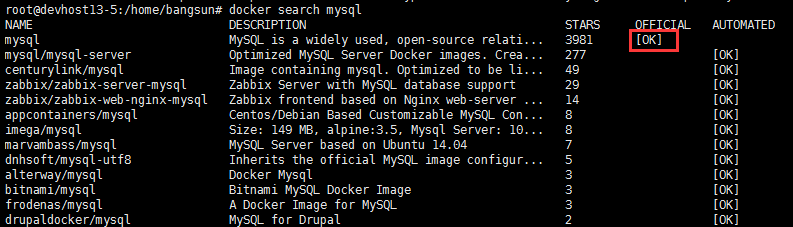 root@devhost13-5:/home/bangsun# docker search mysql
NAME DESCRIPTION STARS OFFICIAL AUTOMATED
mysql MySQL is a widely used, open-source relati... 3981 [OK]
mysql/mysql-server Optimized MySQL Server Docker images. Crea... 277 [OK]
centurylink/mysql Image containing mysql. Optimized to be li... 49 [OK]
zabbix/zabbix-server-mysql Zabbix Server with MySQL database support 29 [OK]
zabbix/zabbix-web-nginx-mysql Zabbix frontend based on Nginx web-server ... 14 [OK]
appcontainers/mysql Centos/Debian Based Customizable MySQL Con... 8 [OK]
imega/mysql Size: 149 MB, alpine:3.5, Mysql Server: 10... 8 [OK]
marvambass/mysql MySQL Server based on Ubuntu 14.04 7 [OK]
dnhsoft/mysql-utf8 Inherits the official MySQL image configur... 5 [OK]
alterway/mysql Docker Mysql 3 [OK]
bitnami/mysql Bitnami MySQL Docker Image 3 [OK]
frodenas/mysql A Docker Image for MySQL 3 [OK]
drupaldocker/mysql MySQL for Drupal 2 [OK]